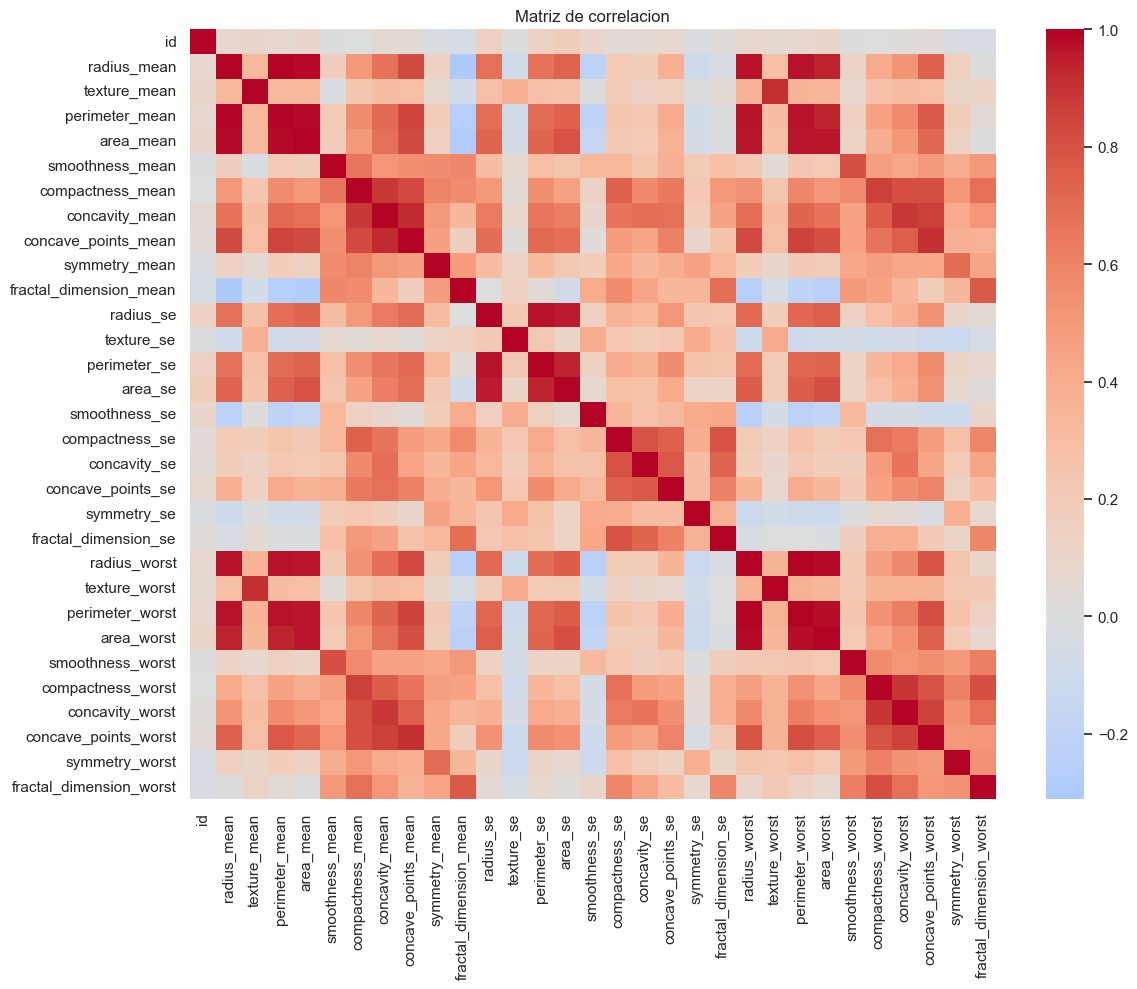 Matriz de correlacion
id
radius_mean
texture_mean
perimeter_mean
area_mean
smoothness_mean
compactness_mean
concavity_mean
concave_points_mean
symmetry_mean
fractal_dimension_mean
radius_se
texture_se
perimeter_se
area_se
smoothness_se
compactness_se
concavity_se
concave_points_se
symmetry_se
fractal_dimension_se
radius_worst
texture_worst
perimeter_worst
area_worst
smoothness_worst
compactness_worst
concavity_worst
concave_points_worst
symmetry_worst
fractal_dimension_worst
id
radius_mean
texture_mean
perimeter_mean
area_mean
smoothness_mean
compactness_mean
concavity_mean
concave_points_mean
symmetry_mean
fractal_dimension_mean
radius_se
texture_se
perimeter_se
area_se
smoothness_se
compactness_se
concavity_se
concave_points_se
symmetry_se
fractal_dimension_se
radius_worst
texture_worst
perimeter_worst
area_worst
smoothness_worst
compactness_worst
concavity_worst
concave_points_worst
symmetry_worst
fractal_dimension_worst
1.0
0.8
0.6
0.4
0.2
0.0
−0.2